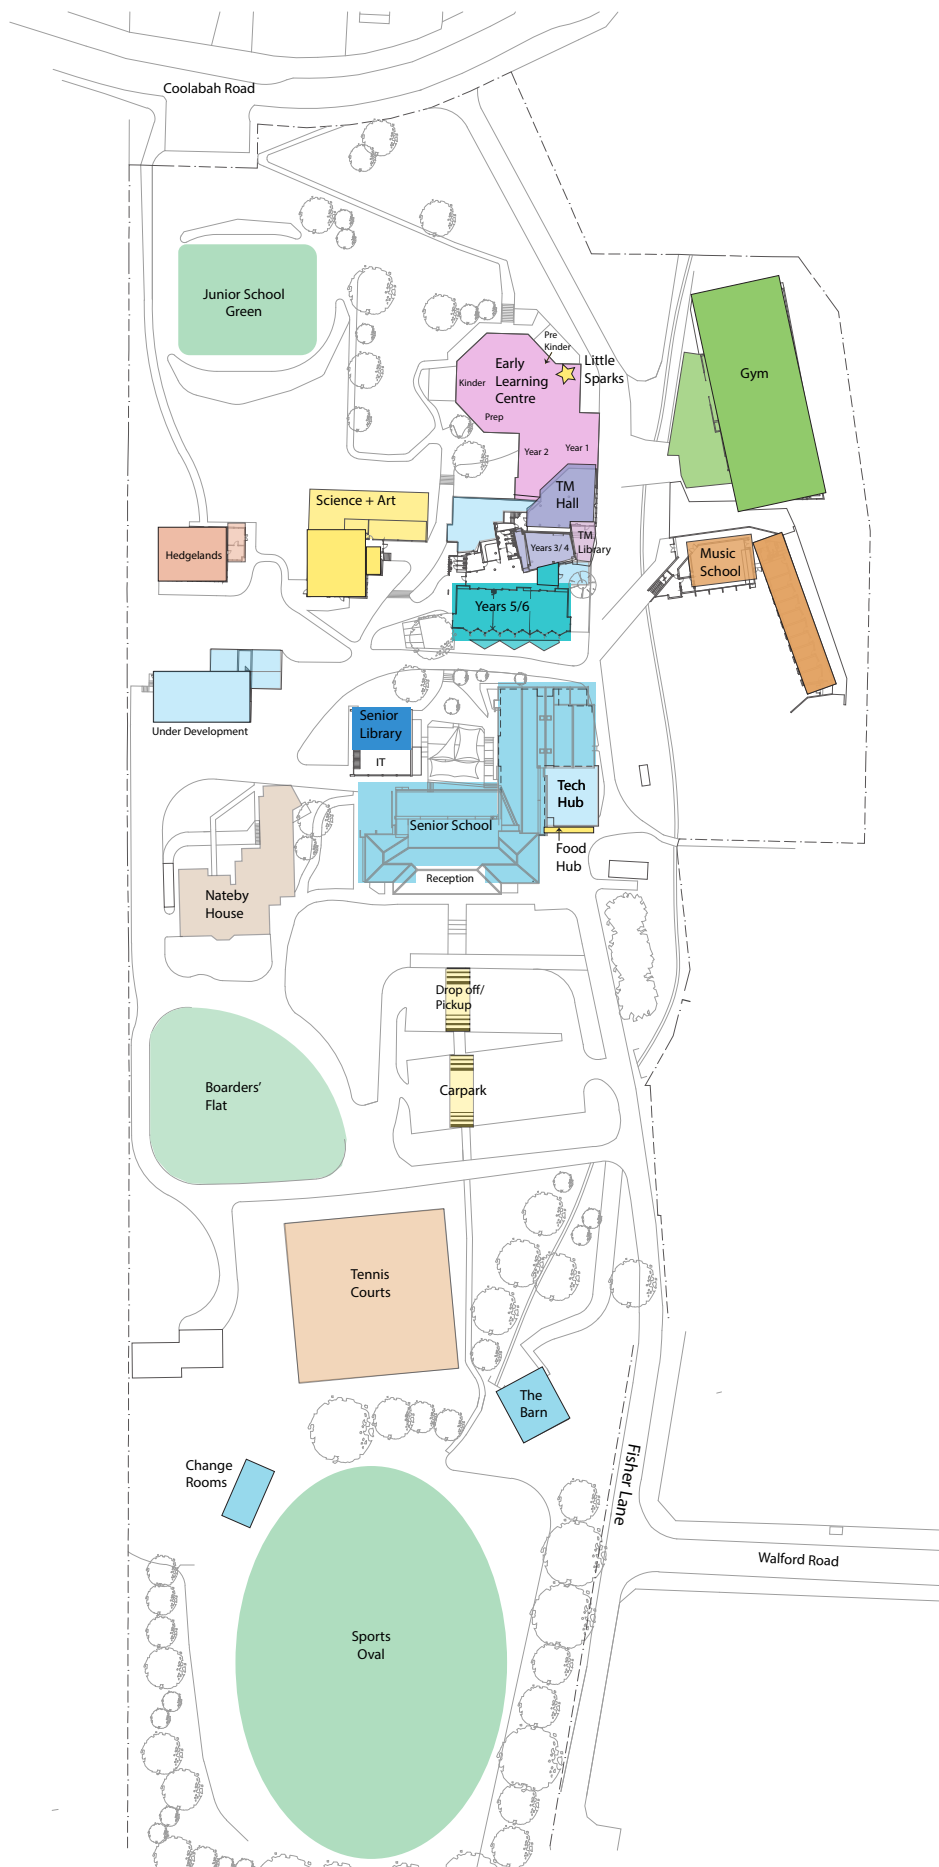 Coolabah Road
Junior School
Green
Pre
Kinder
Little
Sparks
Early
Learning
Centre
Kinder
Prep
Year 1
Year 2
Gym
TM
Hall
Science + Art
TM
Library
Years 3/ 4
Hedgelands
Music
School
Years 5/6
Under Development
Senior
Library
IT
Tech
Hub
Senior School
Food
Hub
Reception
Nateby
House
Drop off/
Pickup
Carpark
Boarders'
Flat
Tennis
Courts
The
Barn
Change
Rooms
Fisher Lane
Walford Road
Sports
Oval